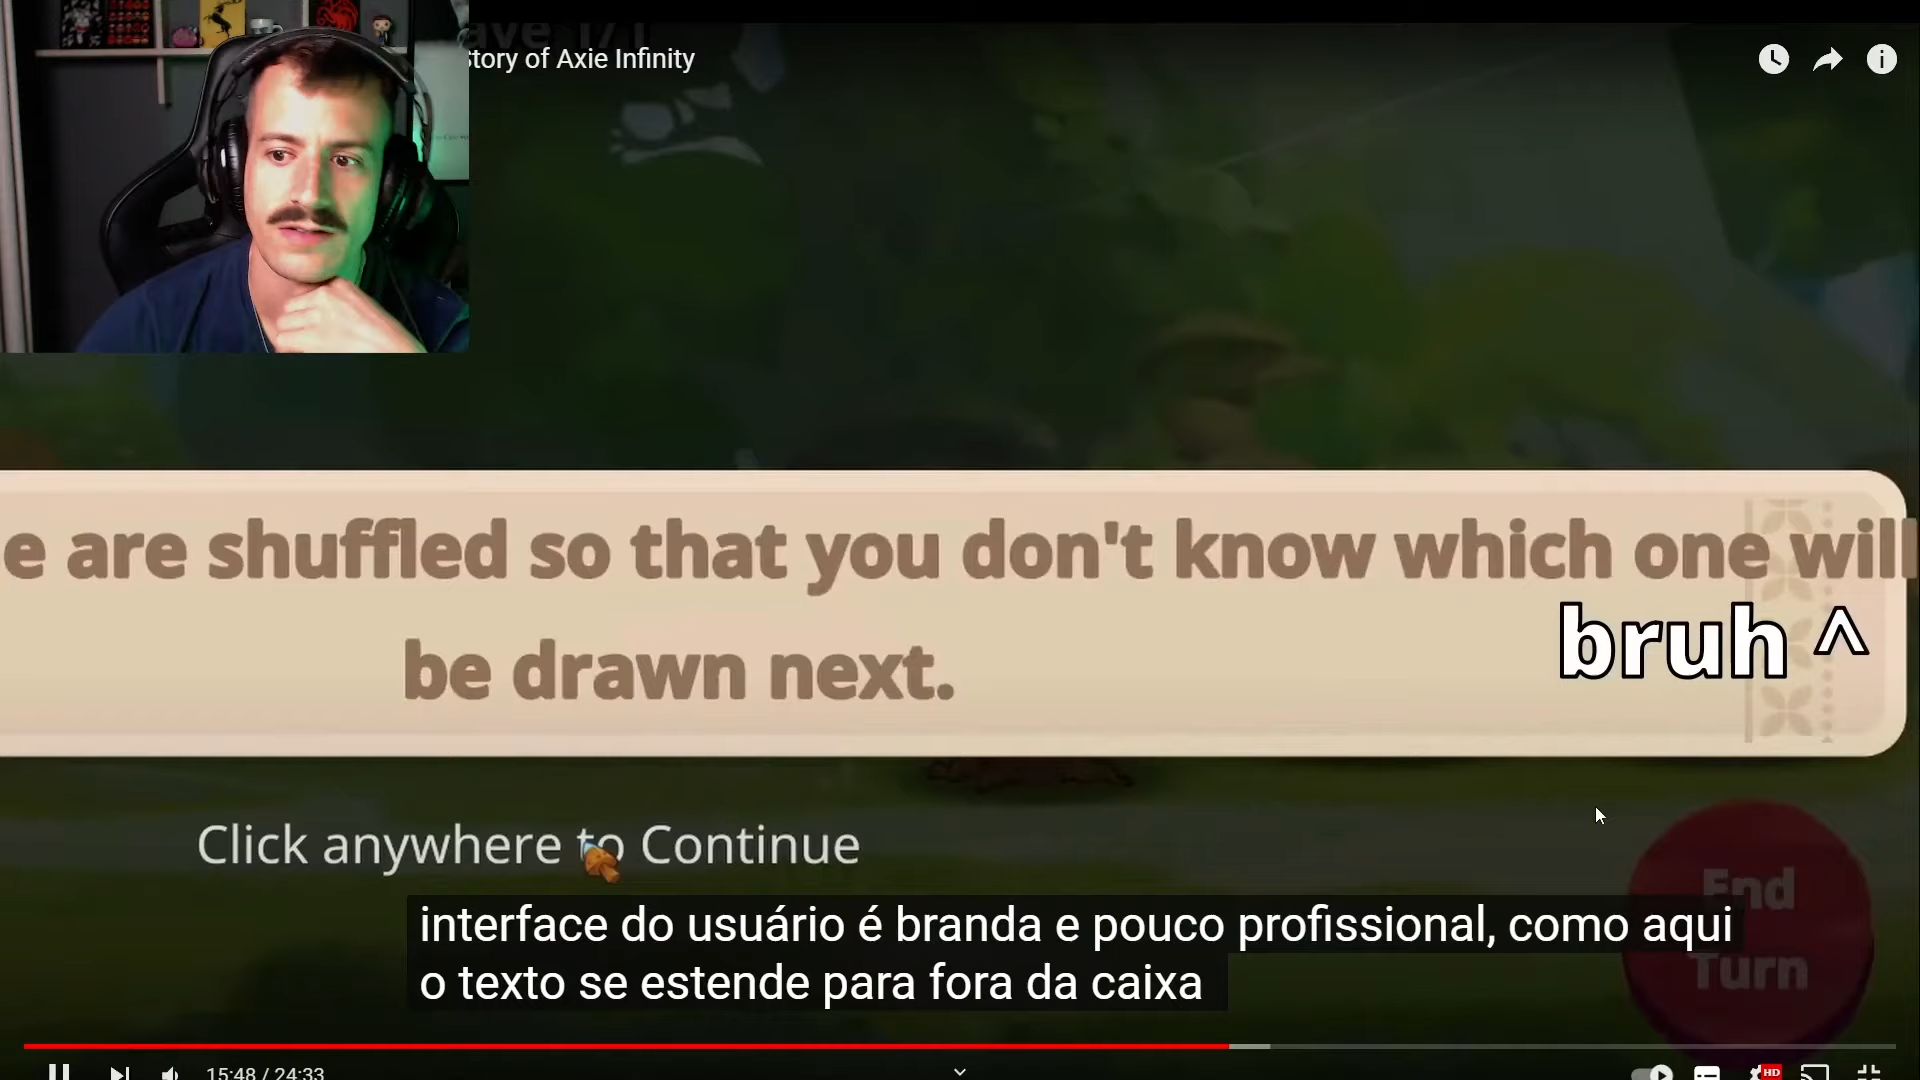 Story of Axie Infinity
e are shuffled so that you don't know which one will
be drawn next.
bruh ^
Click anywhere to Continue
End
Turn
interface do usuário é branda e pouco profissional, como aqui
o texto se estende para fora da caixa
15:48 / 24:33
HD